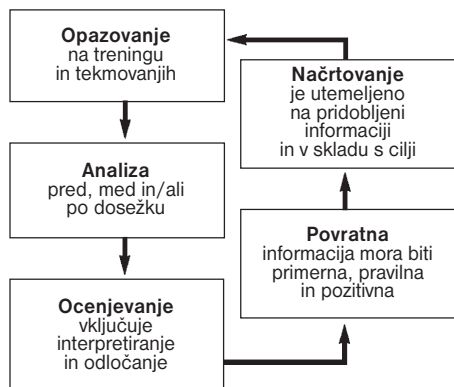 Opazovanje
na treningu
in tekmovanjih
Analiza
pred, med in/ali
po dosežku
Ocenjevanje
vključuje
interpretiranje
in odločanje
Povratna
informacija mora biti
primerna, pravilna
in pozitivna
Načrtovanje
je utemeljeno
na pridobljeni
informaciji
in v skladu s cilji